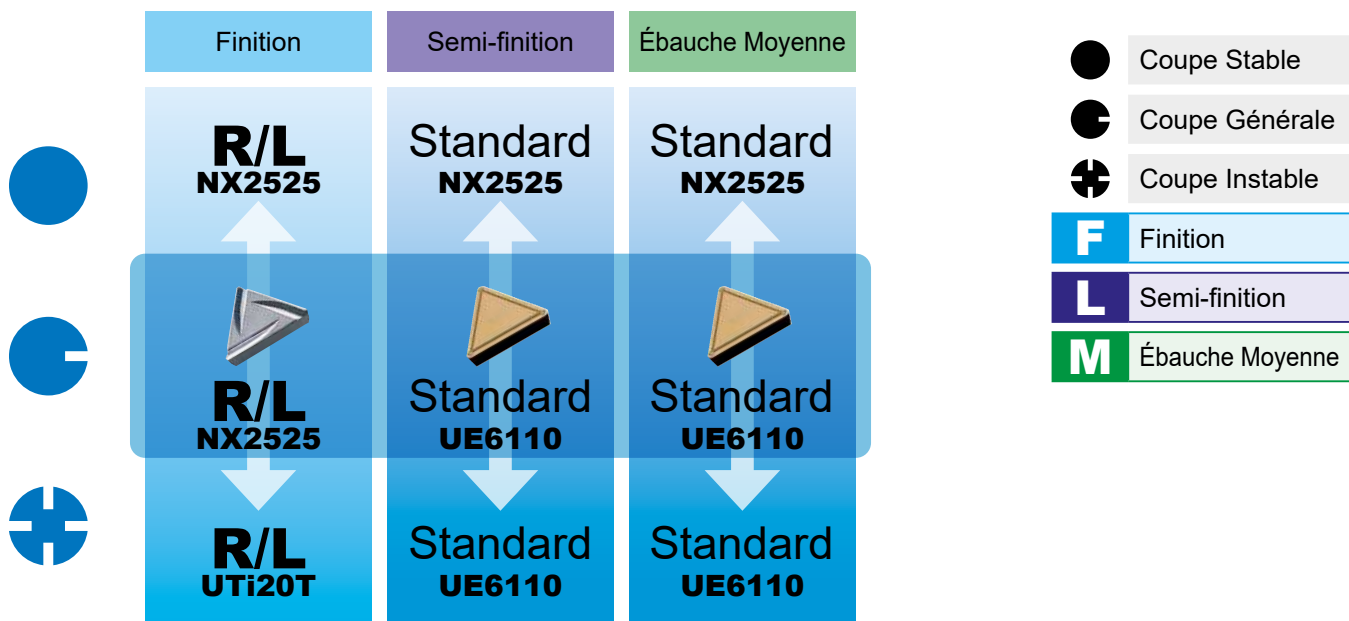 Finition
Semi-finition
Ébauche Moyenne
R/L
NX2525
Standard
NX2525
Standard
NX2525
R/L
NX2525
Standard
UE6110
Standard
UE6110
R/L
UTi20T
Standard
UE6110
Standard
UE6110
Coupe Stable
Coupe Générale
Coupe Instable
F Finition
L Semi-finition
M Ébauche Moyenne